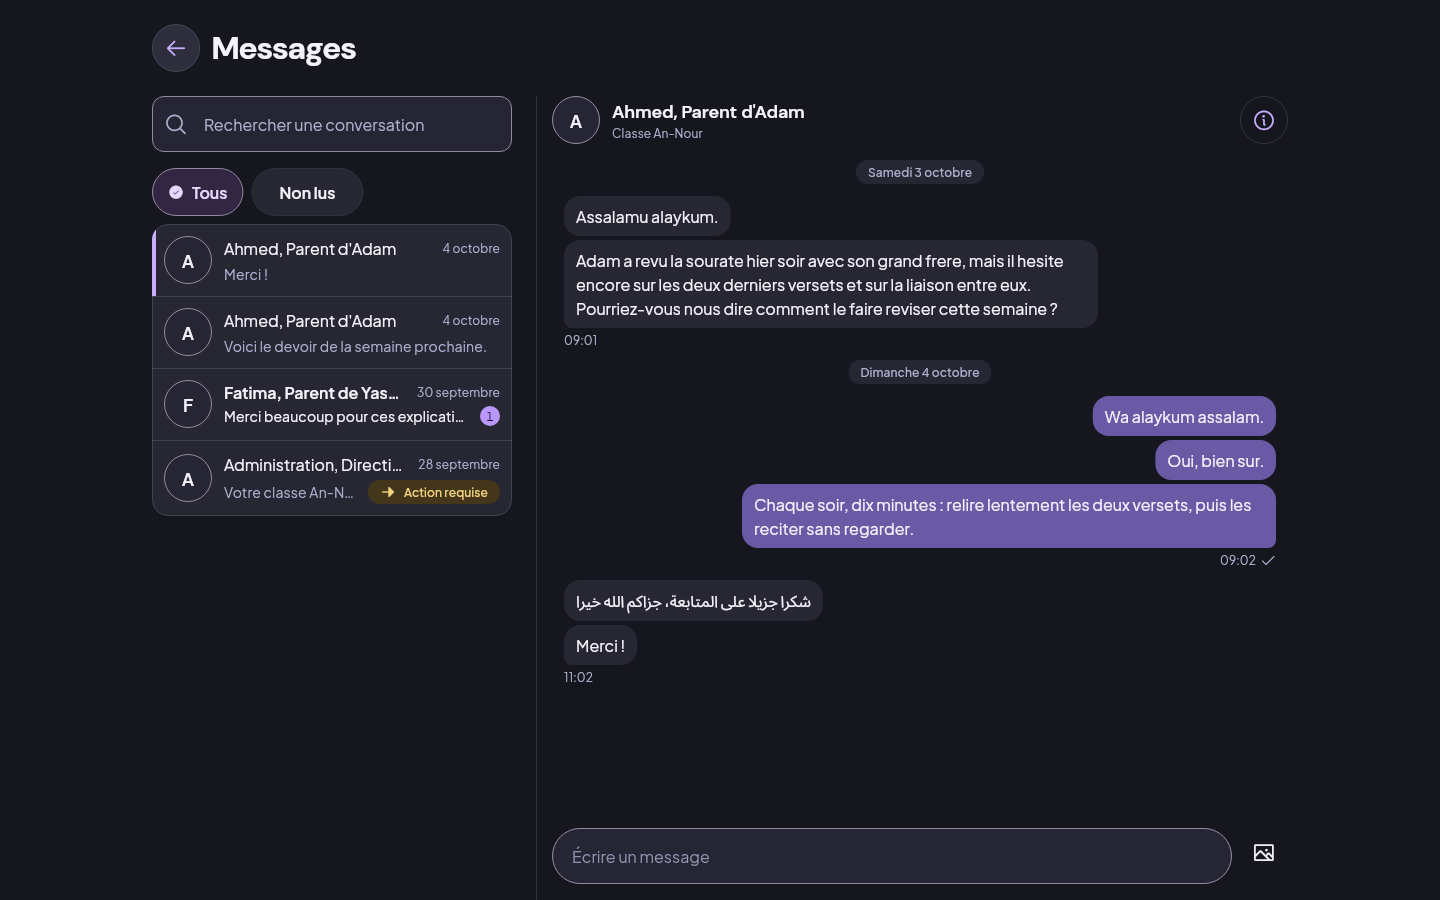 Messages
Rechercher une conversation
Tous
Non lus
A
Ahmed, Parent d'Adam
4 octobre
Merci !
A
Ahmed, Parent d'Adam
4 octobre
Voici le devoir de la semaine prochaine.
F
Fatima, Parent de Yas...
30 septembre
Merci beaucoup pour ces explicati...
1
A
Administration, Directi...
28 septembre
Votre classe An-N...
Action requise
A
Ahmed, Parent d'Adam
Classe An-Nour
Samedi 3 octobre
Assalamu alaykum.
Adam a revu la sourate hier soir avec son grand frere, mais il hesite
encore sur les deux derniers versets et sur la liaison entre eux.
Pourriez-vous nous dire comment le faire reviser cette semaine ?
09:01
Dimanche 4 octobre
Wa alaykum assalam.
Oui, bien sur.
Chaque soir, dix minutes : relire lentement les deux versets, puis les
reciter sans regarder.
09:02
شكرا جزيلا على المتابعة، جزاكم الله خيرا
Merci !
11:02
Écrire un message